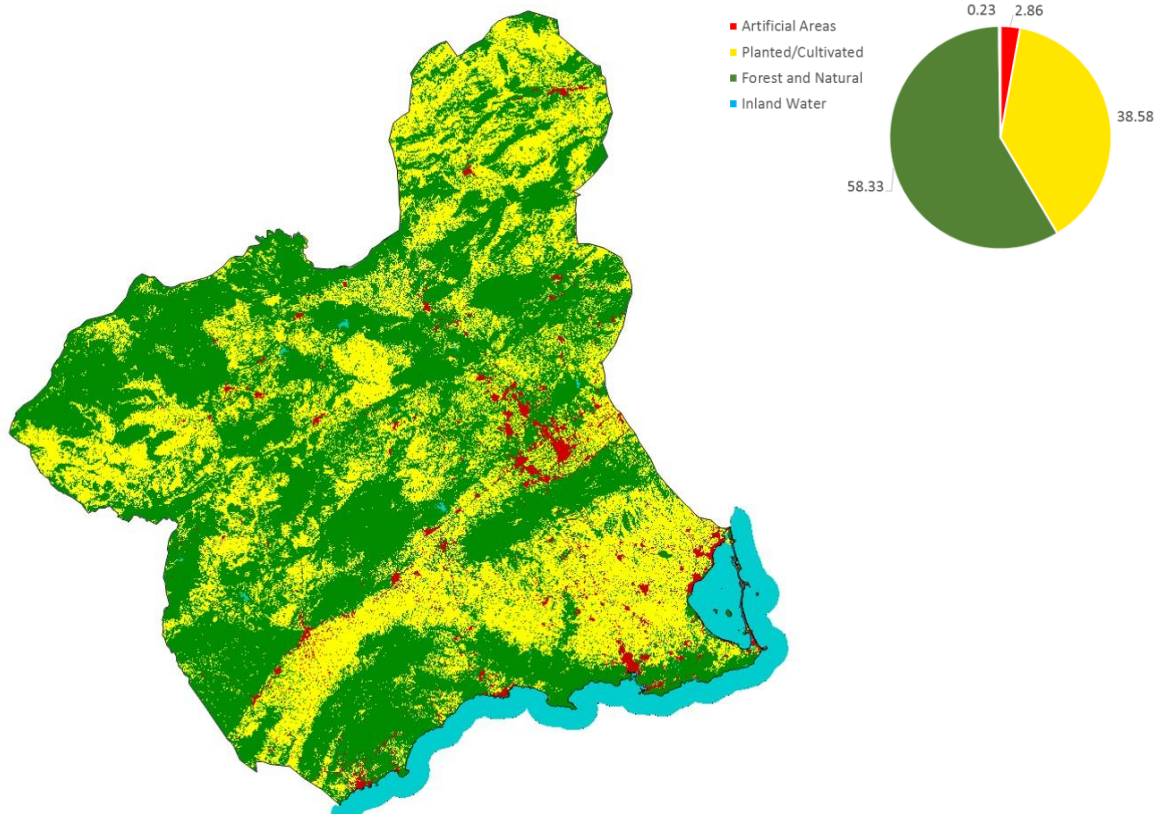 Artificial Areas
Planted/Cultivated
Forest and Natural
Inland Water
0.23
2.86
38.58
58.33